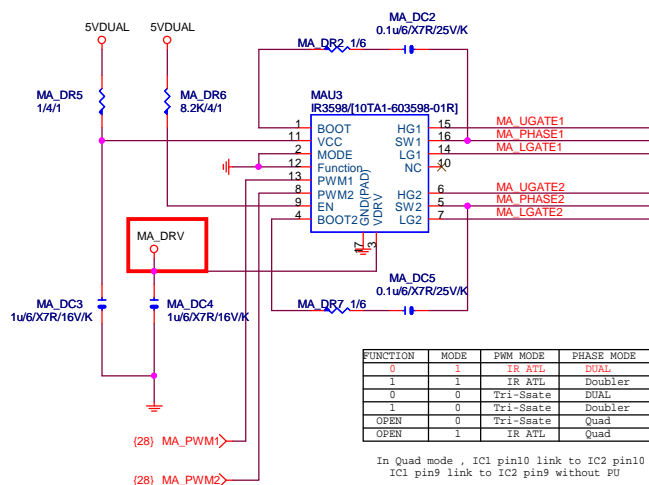 5VDUAL 5VDUAL
MA_DC2
0.1u/6/X7R/25V/K
MA_DR2 1/6
MA_DR5
1/4/1
MA_DR6
8.2K/4/1
MAU3
IR3598/[10TA1-603598-01R]
1 BOOT HG1 15 MA_UGATE1
11 VCC SW1 16 MA_PHASE1
2 MODE LG1 14 MA_LGATE1
12 Function NC 10
13 PWM1
8 PWM2 HG2 6 MA_UGATE2
9 EN SW2 5 MA_PHASE2
4 BOOT2 LG2 7 MA_LGATE2
GND(PAD) VDRV
17 3
MA_DRV
MA_DC5
0.1u/6/X7R/25V/K
MA_DR7 1/6
MA_DC3
1u/6/X7R/16V/K
MA_DC4
1u/6/X7R/16V/K
FUNCTION MODE PWM MODE PHASE MODE
0 1 IR ATL DUAL
1 1 IR ATL Doubler
0 0 Tri-Ssate DUAL
1 0 Tri-Ssate Doubler
OPEN 0 Tri-Ssate Quad
OPEN 1 IR ATL Quad
{28} MA_PWM1
{28} MA_PWM2
In Quad mode , IC1 pin10 link to IC2 pin10
IC1 pin9 link to IC2 pin9 without PU